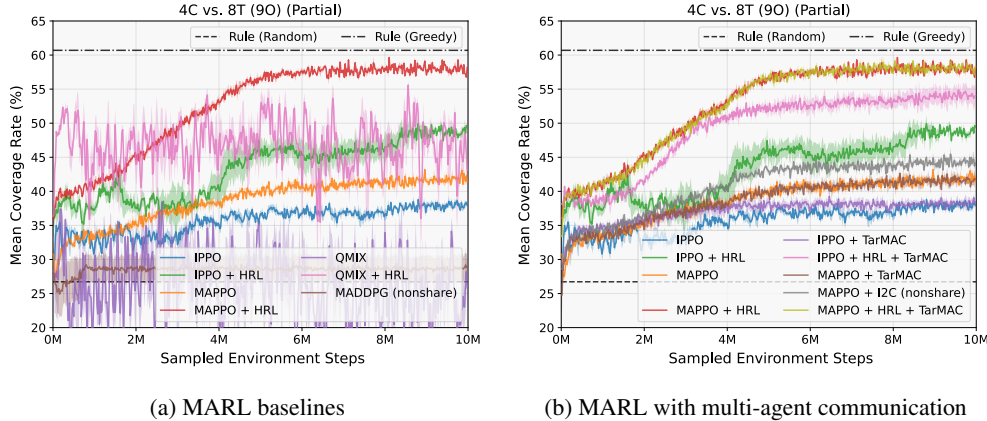 4C vs. 8T (9O) (Partial)
Rule (Random)
Rule (Greedy)
Mean Coverage Rate (%)
65
60
55
50
45
40
35
30
25
20
IPPO
IPPO + HRL
MAPPO
MAPPO + HRL
QMIX
QMIX + HRL
MADDPG (nonshare)
0M
2M
4M
6M
8M
10M
Sampled Environment Steps
(a) MARL baselines
4C vs. 8T (9O) (Partial)
Rule (Random)
Rule (Greedy)
Mean Coverage Rate (%)
65
60
55
50
45
40
35
30
25
20
IPPO
IPPO + HRL
MAPPO
MAPPO + HRL
IPPO + TarMAC
IPPO + HRL + TarMAC
MAPPO + TarMAC
MAPPO + I2C (nonshare)
MAPPO + HRL + TarMAC
0M
2M
4M
6M
8M
10M
Sampled Environment Steps
(b) MARL with multi-agent communication